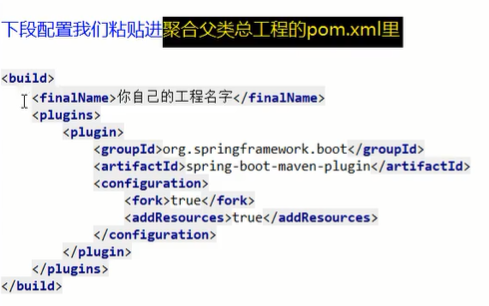 下段配置我们粘贴进聚合父类总工程的pom.xml里
<build>
<finalName>你自己的工程名字</finalName>
<plugins>
<plugin>
<groupId>org.springframework.boot</groupId>
<artifactId>spring-boot-maven-plugin</artifactId>
<configuration>
<fork>true</fork>
<addResources>true</addResources>
</configuration>
</plugin>
</plugins>
</build>